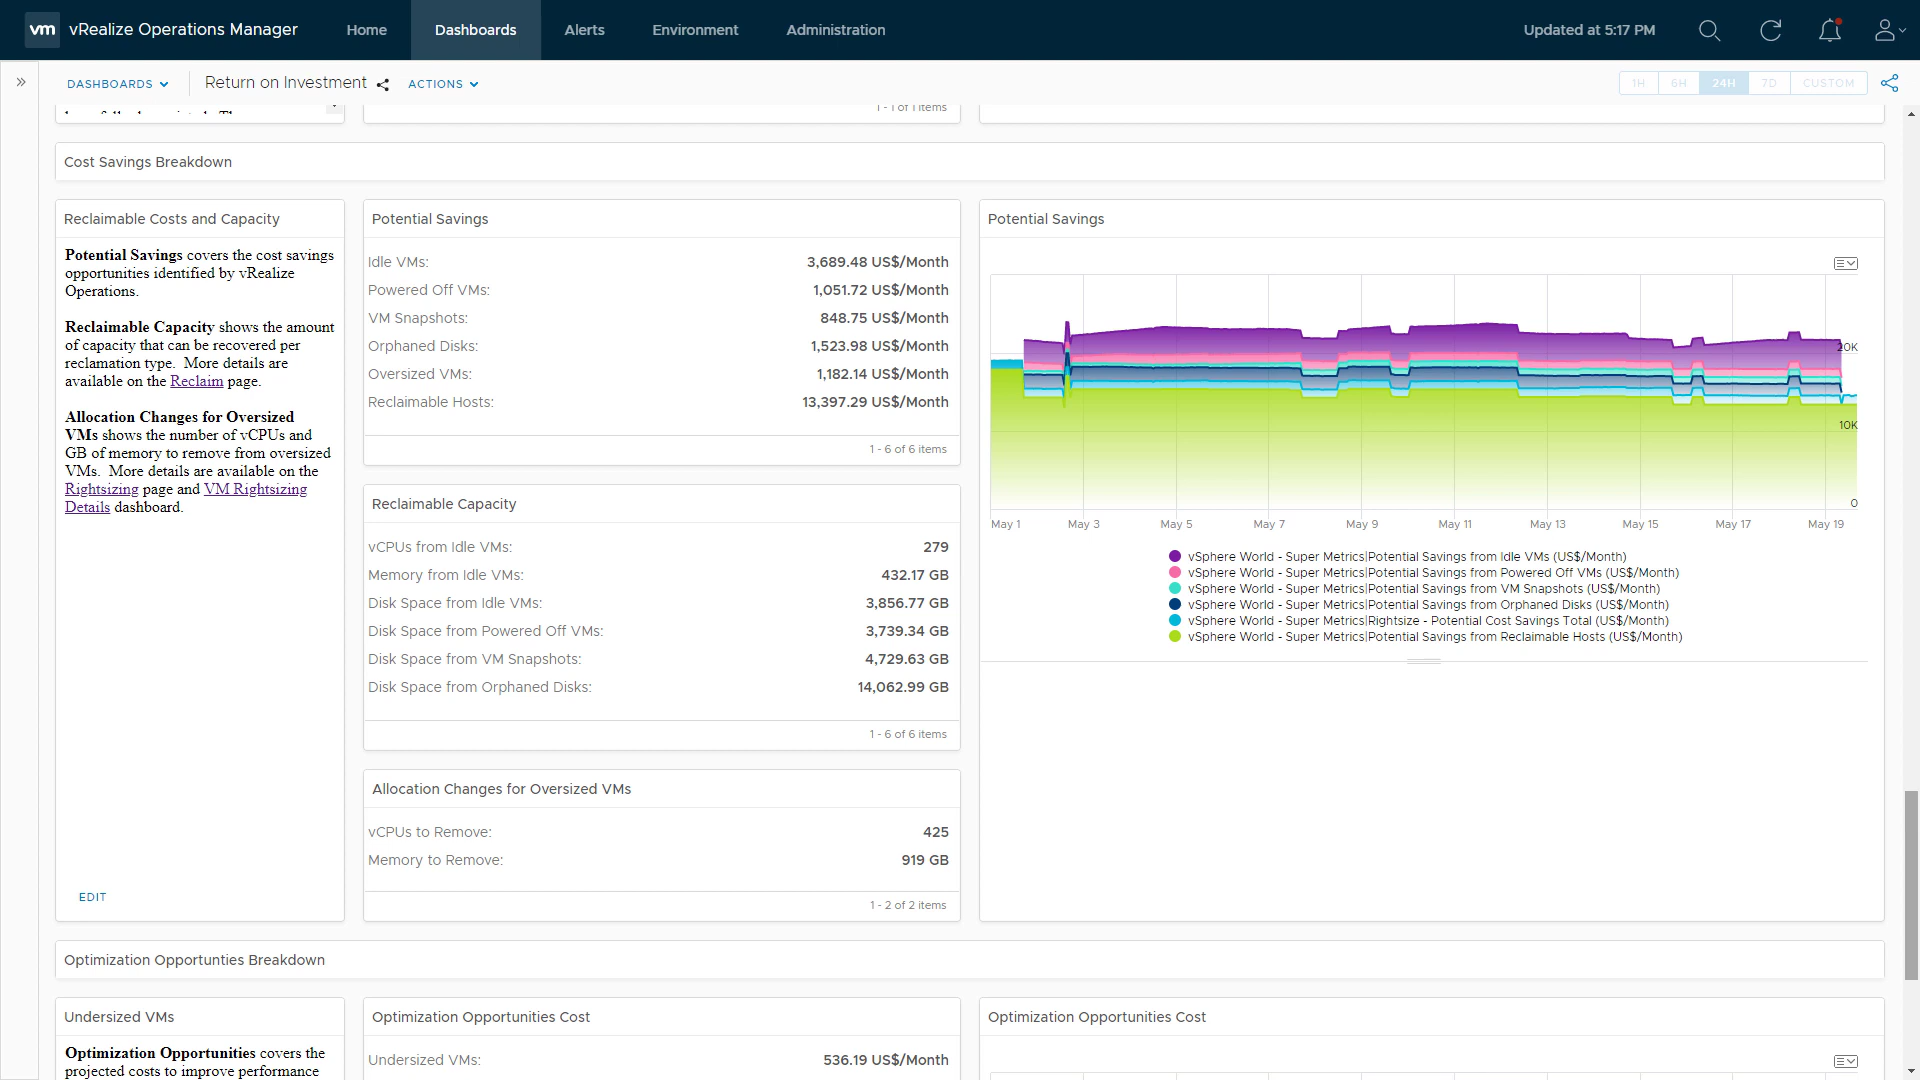 vm vRealize Operations Manager Home Dashboards Alerts Environment Administration Updated at 5:17 PM
DASHBOARDS Return on Investment ACTIONS 1H 6H 24H 7D CUSTOM
1 - 1 of 1 items
Cost Savings Breakdown
Reclaimable Costs and Capacity
Potential Savings covers the cost savings
opportunities identified by vRealize
Operations.
Reclaimable Capacity shows the amount
of capacity that can be recovered per
reclamation type. More details are
available on the Reclaim page.
Allocation Changes for Oversized
VMs shows the number of vCPUs and
GB of memory to remove from oversized
VMs. More details are available on the
Rightsizing page and VM Rightsizing
Details dashboard.
EDIT
Potential Savings
Idle VMs: 3,689.48 US$/Month
Powered Off VMs: 1,051.72 US$/Month
VM Snapshots: 848.75 US$/Month
Orphaned Disks: 1,523.98 US$/Month
Oversized VMs: 1,182.14 US$/Month
Reclaimable Hosts: 13,397.29 US$/Month
1 - 6 of 6 items
Reclaimable Capacity
vCPUs from Idle VMs: 279
Memory from Idle VMs: 432.17 GB
Disk Space from Idle VMs: 3,856.77 GB
Disk Space from Powered Off VMs: 3,739.34 GB
Disk Space from VM Snapshots: 4,729.63 GB
Disk Space from Orphaned Disks: 14,062.99 GB
1 - 6 of 6 items
Allocation Changes for Oversized VMs
vCPUs to Remove: 425
Memory to Remove: 919 GB
1 - 2 of 2 items
Potential Savings
20K
10K
0
May 1 May 3 May 5 May 7 May 9 May 11 May 13 May 15 May 17 May 19
vSphere World - Super Metrics|Potential Savings from Idle VMs (US$/Month)
vSphere World - Super Metrics|Potential Savings from Powered Off VMs (US$/Month)
vSphere World - Super Metrics|Potential Savings from VM Snapshots (US$/Month)
vSphere World - Super Metrics|Potential Savings from Orphaned Disks (US$/Month)
vSphere World - Super Metrics|Rightsize - Potential Cost Savings Total (US$/Month)
vSphere World - Super Metrics|Potential Savings from Reclaimable Hosts (US$/Month)
Optimization Opportunties Breakdown
Undersized VMs
Optimization Opportunities covers the
projected costs to improve performance
Optimization Opportunities Cost
Undersized VMs: 536.19 US$/Month
Optimization Opportunities Cost